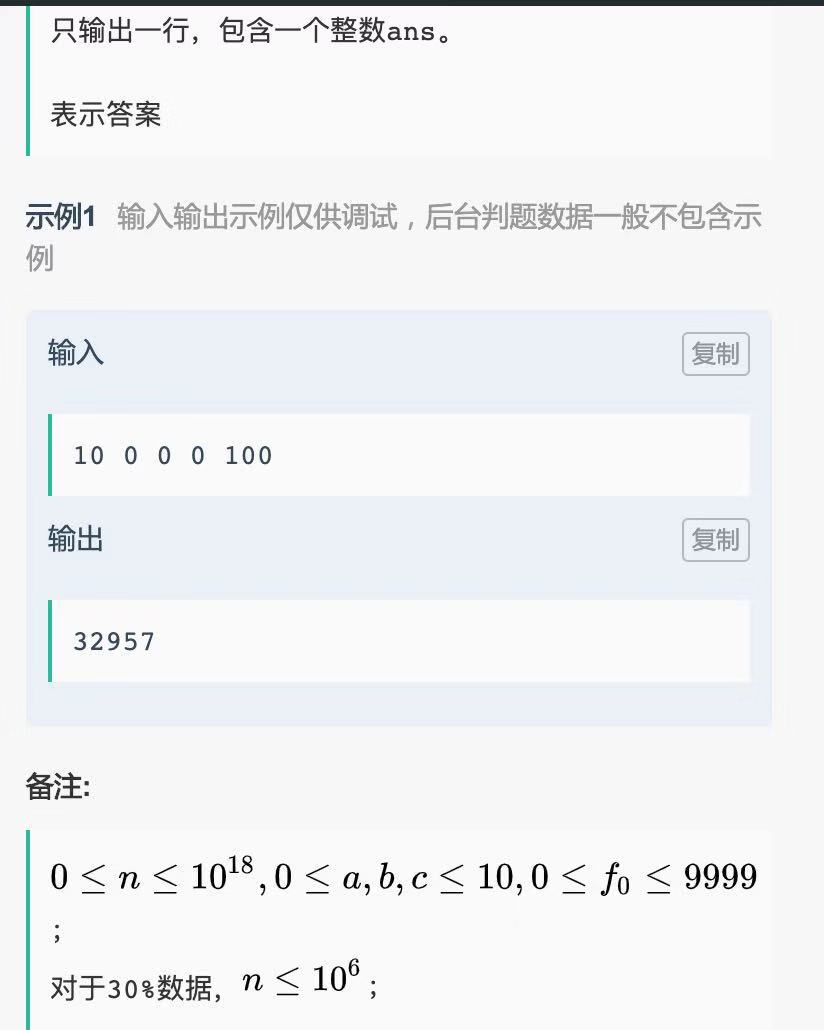 只输出一行，包含一个整数ans。
表示答案
示例1 输入输出示例仅供调试，后台判题数据一般不包含示
例
输入
复制
10 0 0 0 100
输出
复制
32957
备注:
0 ≤ n ≤ 10^18, 0 ≤ a, b, c ≤ 10, 0 ≤ f_0 ≤ 9999
;
对于30%数据, n ≤ 10^6 ;